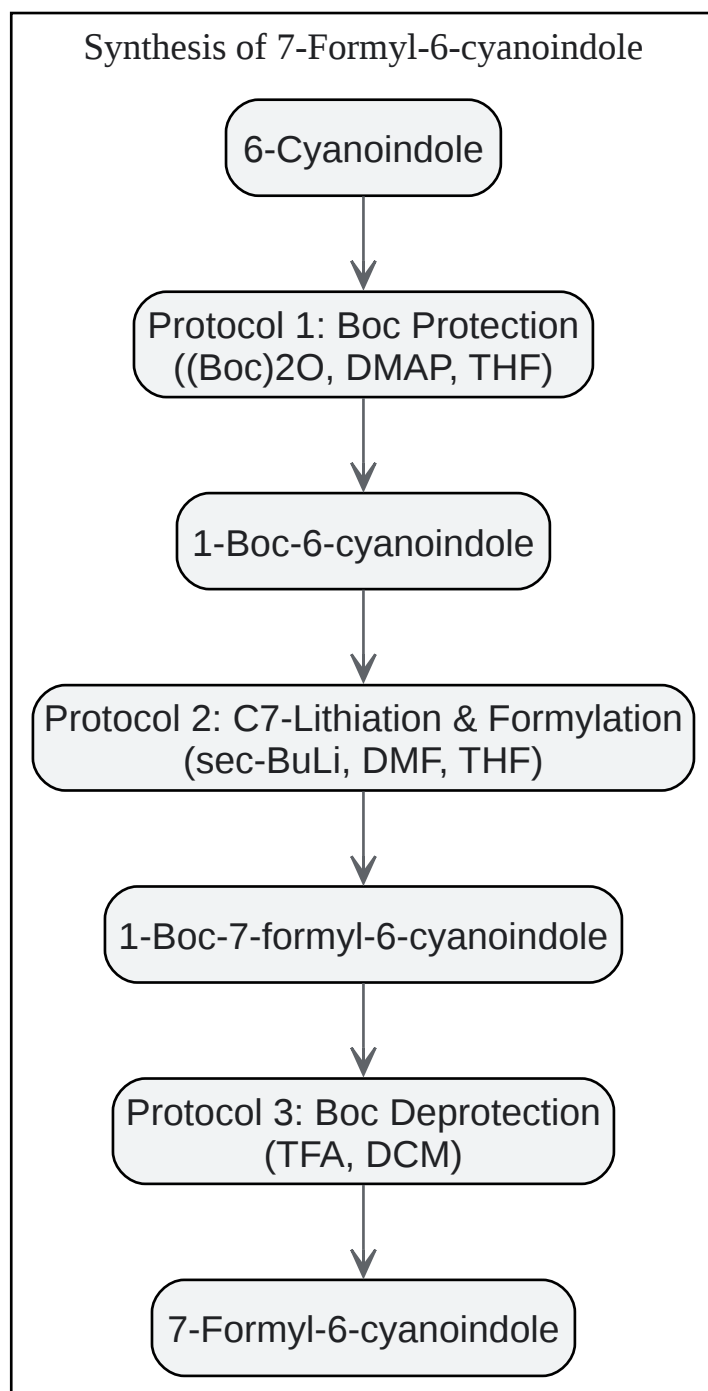 Synthesis of 7-Formyl-6-cyanoindole
6-Cyanoindole
Protocol 1: Boc Protection
((Boc)2O, DMAP, THF)
1-Boc-6-cyanoindole
Protocol 2: C7-Lithiation & Formylation
(sec-BuLi, DMF, THF)
1-Boc-7-formyl-6-cyanoindole
Protocol 3: Boc Deprotection
(TFA, DCM)
7-Formyl-6-cyanoindole